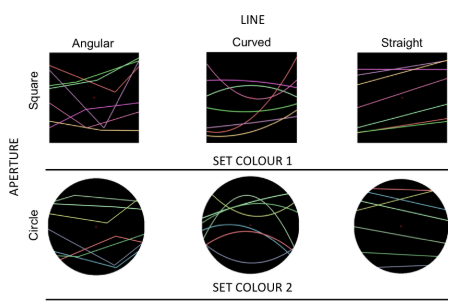 LINE
Angular Curved Straight
APERTURE
Square
SET COLOUR 1
Circle
SET COLOUR 2